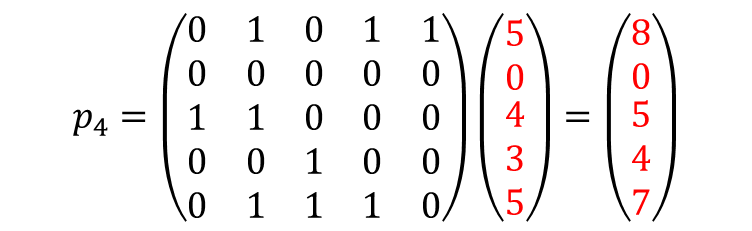 0 1 0 1 1 5 8
0 0 0 0 0 0 0
p₄ = 1 1 0 0 0 4 = 5
0 0 1 0 0 3 4
0 1 1 1 0 5 7